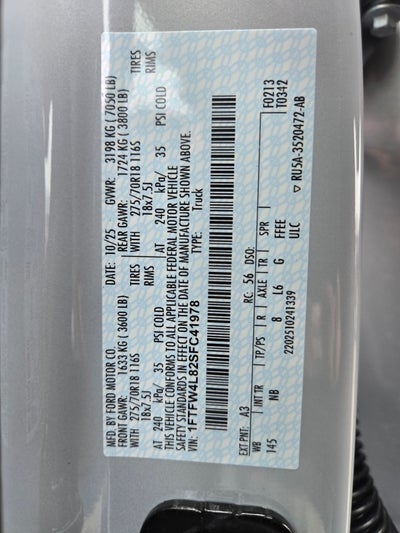 MFD. BY FORD MOTOR CO.
DATE: 10/25 GVWR: 3198 KG ( 7050 LB)
FRONT GAWR: 1633 KG (3600 LB) REAR GAWR: 1724 KG (3800 LB)
WITH 275/70R18 116S TIRES WITH 275/70R18 116S TIRES
18x7.5J RIMS 18x7.5J RIMS
AT 240 kPa/ 35 PSI COLD AT 240 kPa/ 35 PSI COLD
THIS VEHICLE CONFORMS TO ALL APPLICABLE FEDERAL MOTOR VEHICLE
SAFETY STANDARDS IN EFFECT ON THE DATE OF MANUFACTURE SHOWN ABOVE.
VIN: 1FTFW4L82SFC41978 TYPE: Truck
F0213
T0342
EXT PNT: A3 RC: 56 DSO:
WB INT TR TP/PS R AXLE TR SPR
145 NB 8 L6 G FFEE
ULC
2202510241339
▽ RU5A-3520472-AB